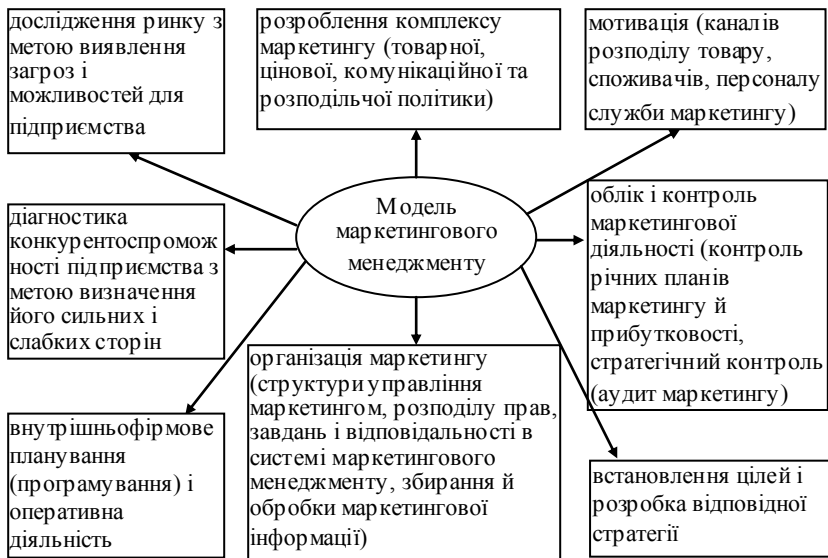 дослідження ринку з
метою виявлення
загроз і
можливостей для
підприємства
розроблення комплексу
маркетингу (товарної,
цінової, комунікаційної та
розподільчої політики)
мотивація (каналів
розподілу товару,
споживачів, персоналу
служби маркетингу)
діагностика
конкурентоспромож
ності підприємства з
метою визначення
його сильних і
слабких сторін
Модель
маркетингового
менеджменту
облік і контроль
маркетингової
діяльності (контроль
річних планів
маркетингу й
прибутковості,
стратегічний контроль
(аудит маркетингу)
внутрішньофірмове
планування
(програмування) і
оперативна
діяльність
організація маркетингу
(структури управління
маркетингом, розподілу прав,
завдань і відповідальності в
системі маркетингового
менеджменту, збирання й
обробки маркетингової
інформації)
встановлення цілей і
розробка відповідної
стратегії